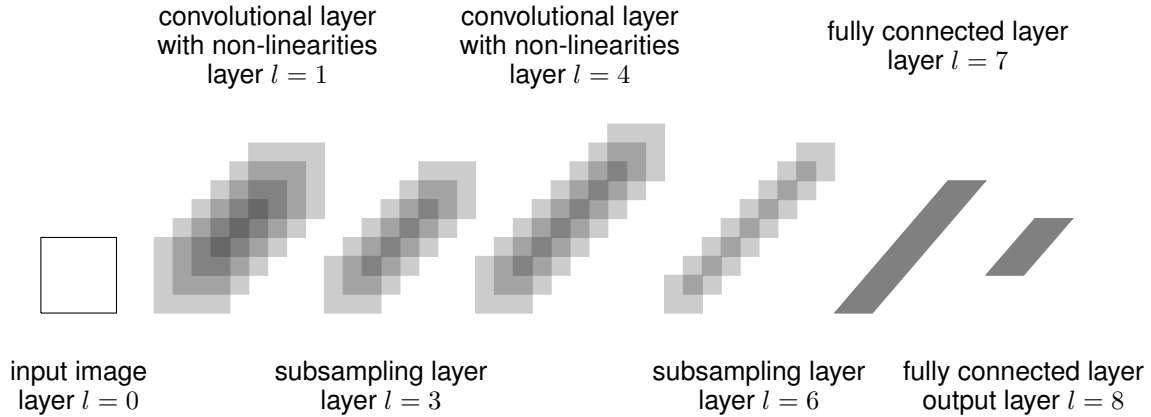 convolutional layer
with non-linearities
layer l = 1
convolutional layer
with non-linearities
layer l = 4
fully connected layer
layer l = 7
input image
layer l = 0
subsampling layer
layer l = 3
subsampling layer
layer l = 6
fully connected layer
output layer l = 8